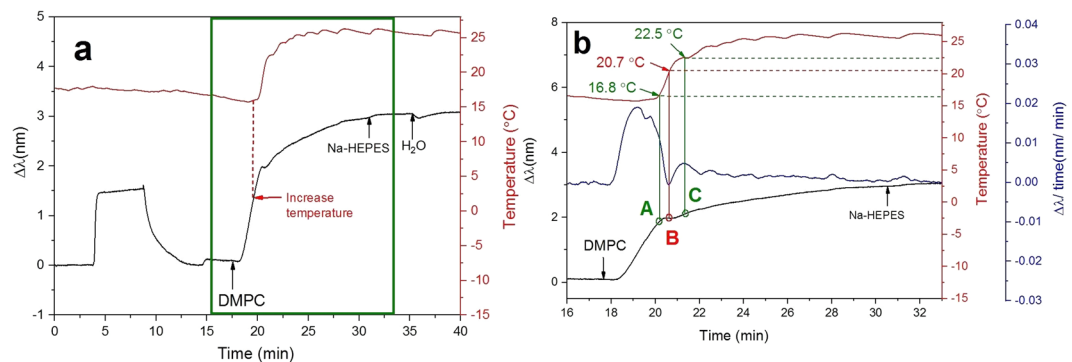 a
5
4
3
2
1
0
-1
Δλ(nm)
0 5 10 15 20 25 30 35 40
Time (min)
25
20
15
10
5
0
-5
-10
-15
Temperature (°C)
Increase
temperature
DMPC
Na-HEPES
H₂O
b
8
6
4
2
0
Δλ(nm)
16 18 20 22 24 26 28 30 32
Time (min)
22.5 °C
20.7 °C
16.8 °C
A
B
C
DMPC
Na-HEPES
25
20
15
10
5
0
-5
-10
-15
Temperature (°C)
0.04
0.03
0.02
0.01
0.00
-0.01
-0.02
-0.03
Δλ/ time(nm/ min)